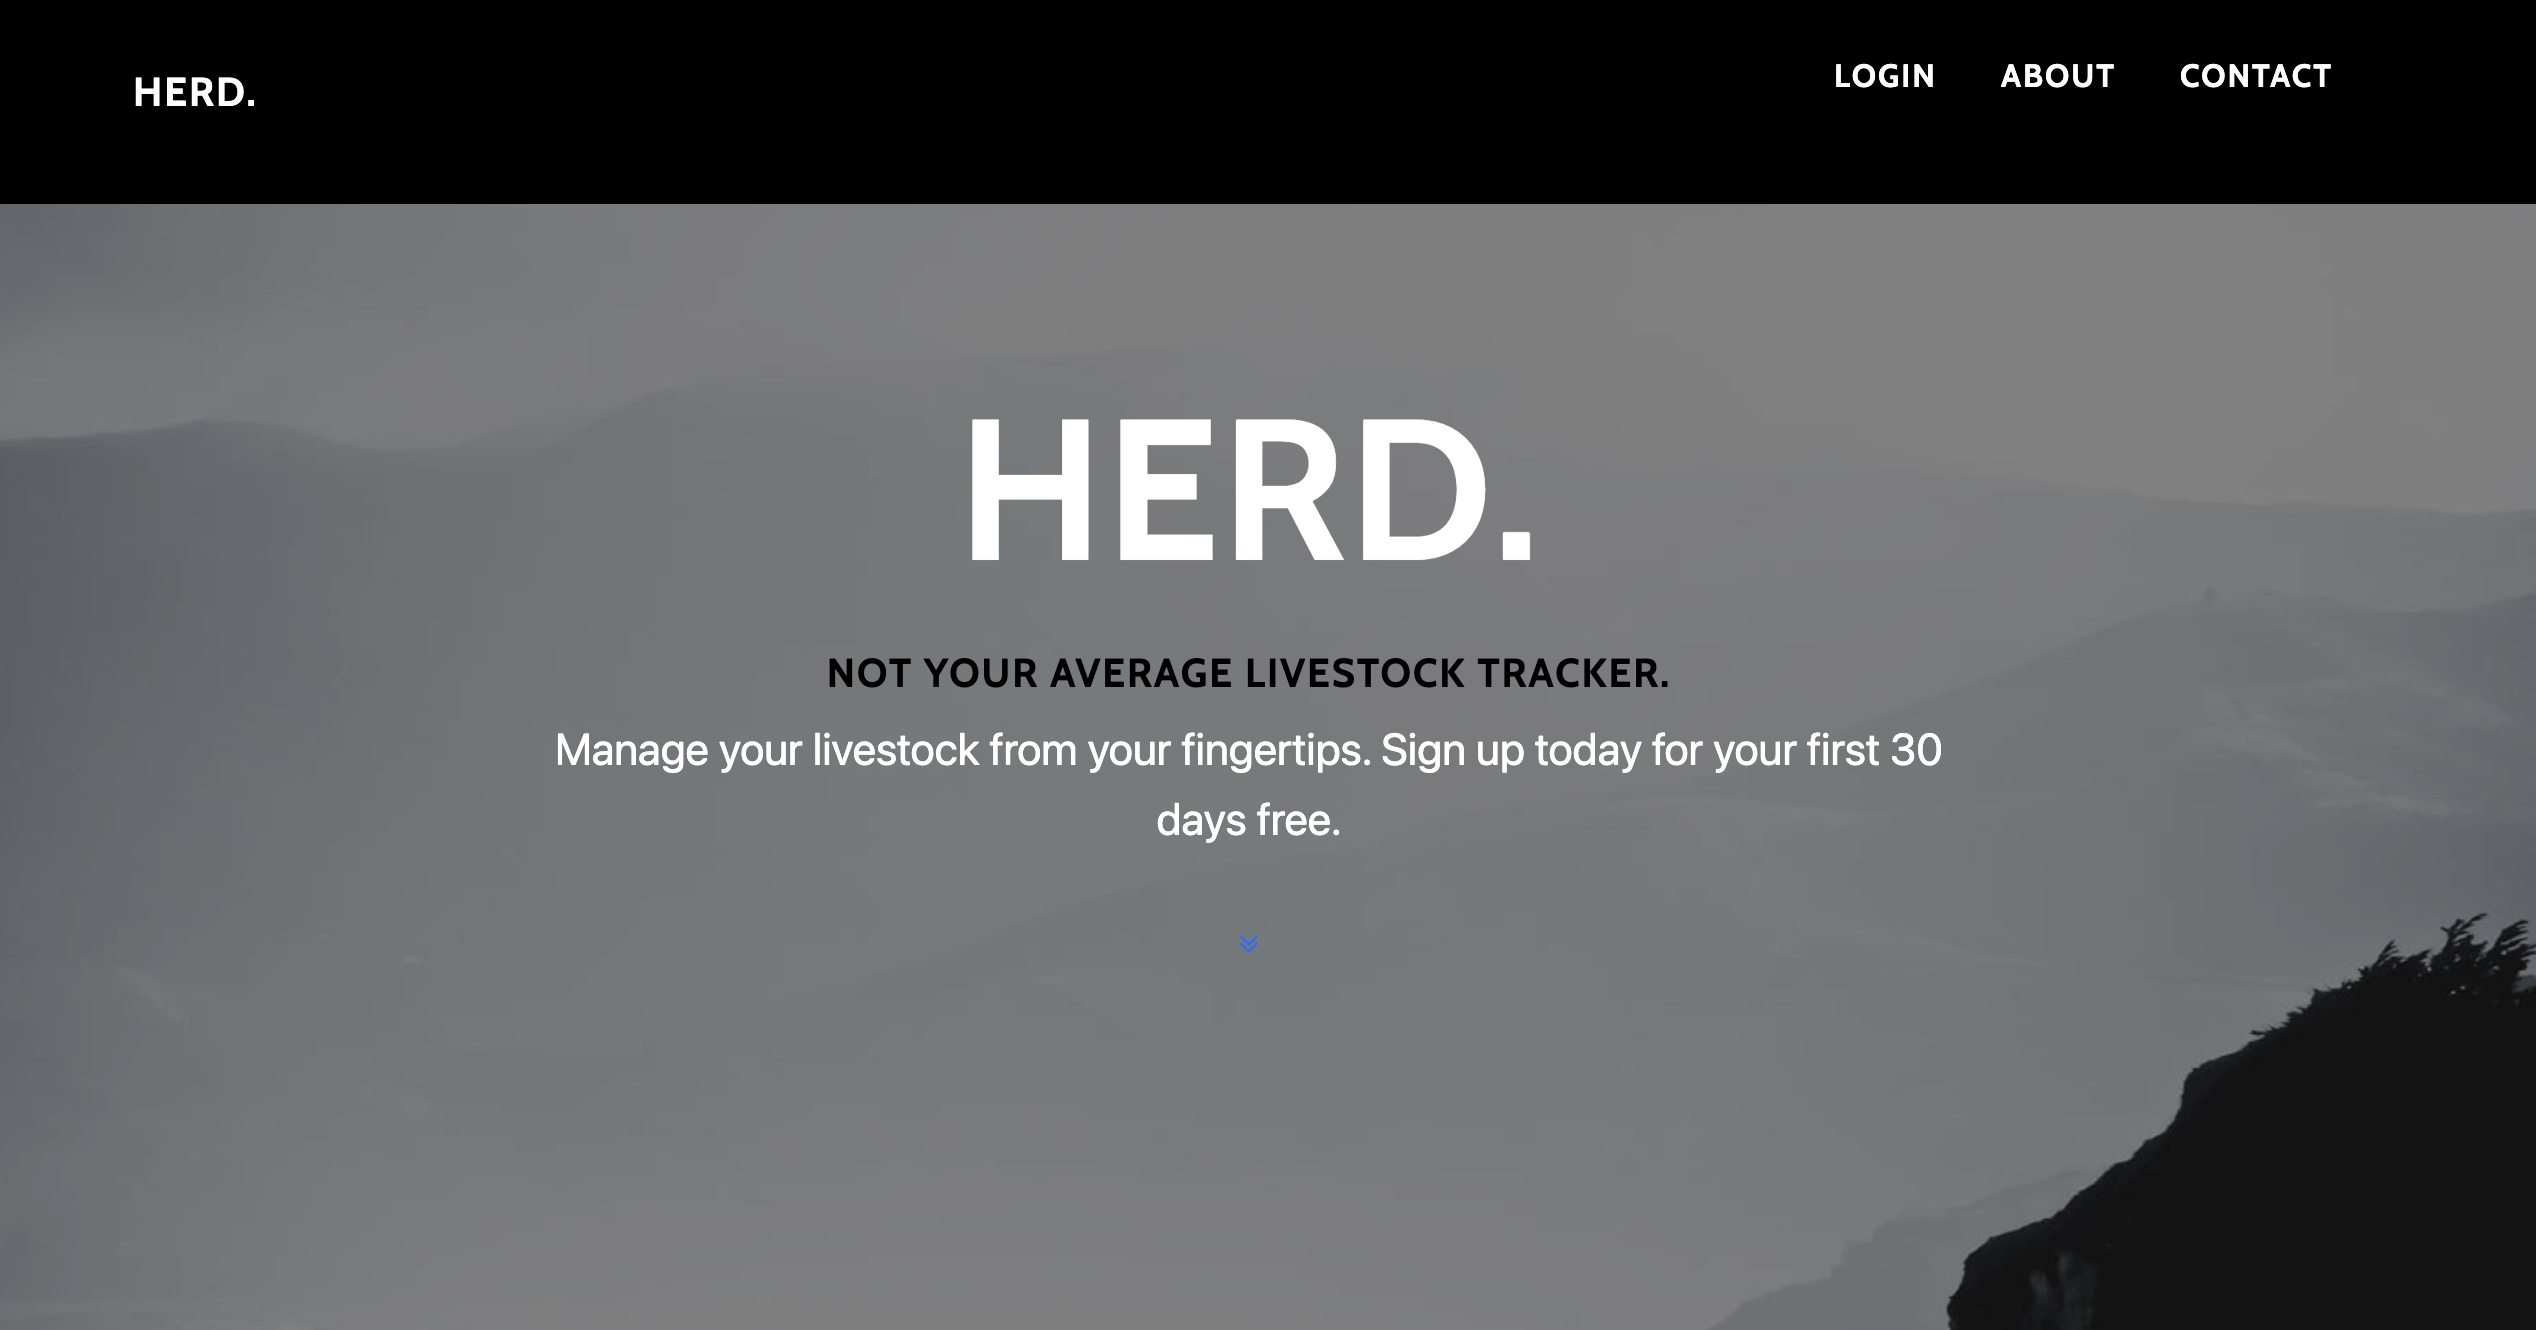 HERD.
LOGIN ABOUT CONTACT
HERD.
NOT YOUR AVERAGE LIVESTOCK TRACKER.
Manage your livestock from your fingertips. Sign up today for your first 30
days free.